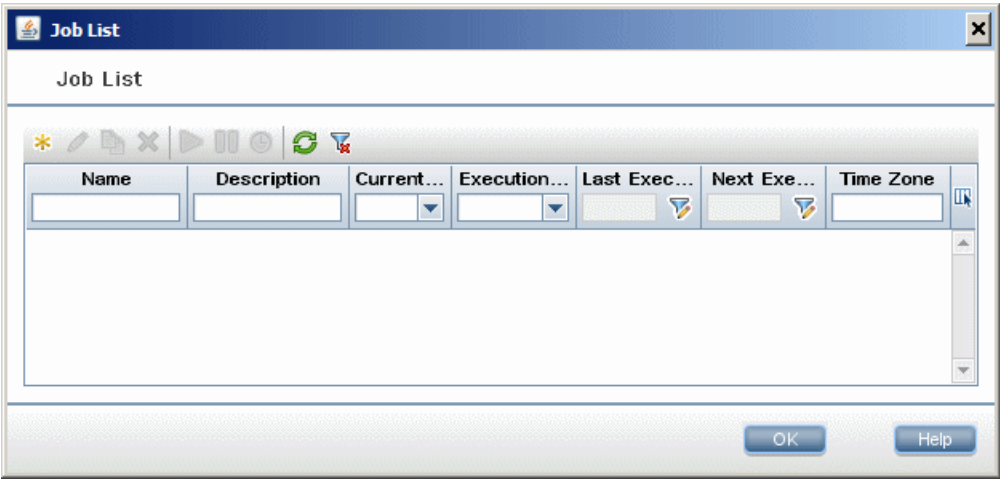 Job List
Job List
Name Description Current... Execution... Last Exec... Next Exe... Time Zone
OK Help